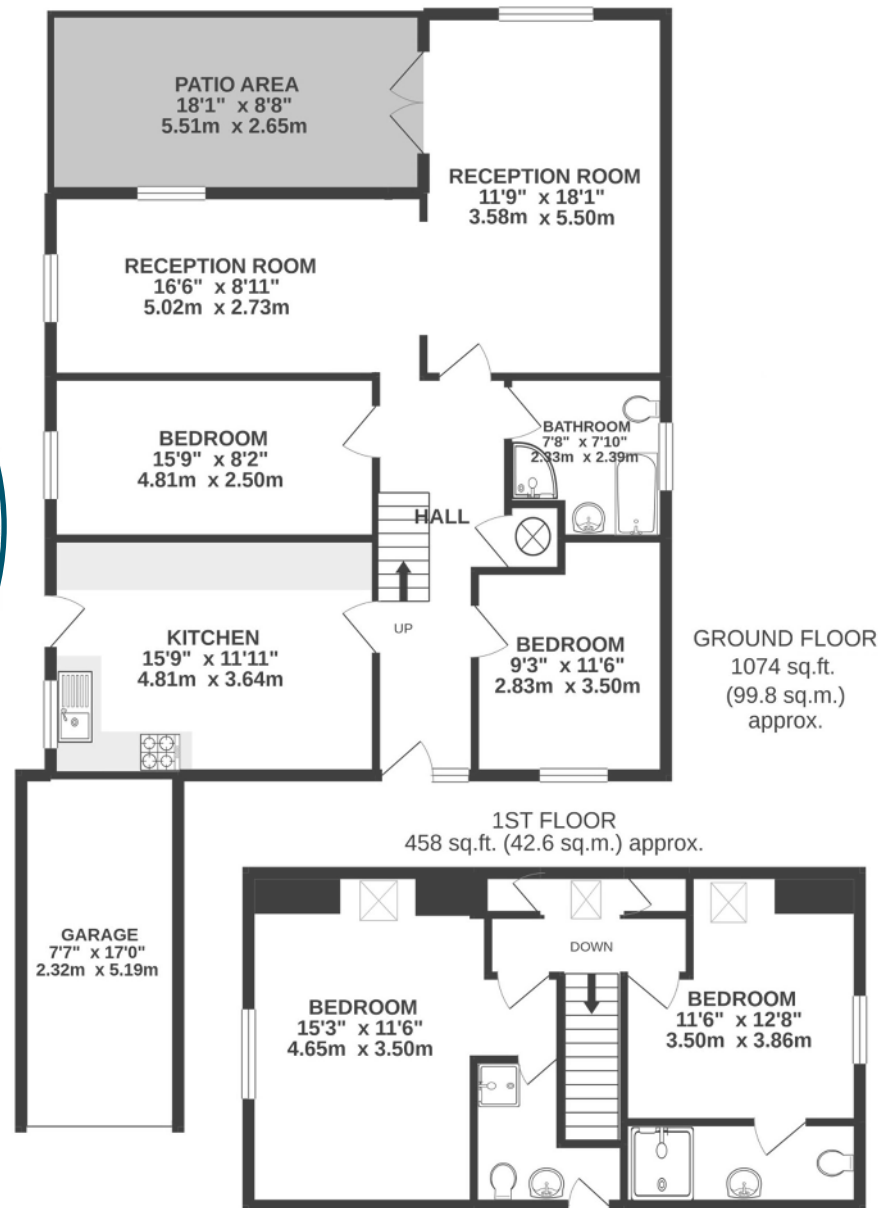 PATIO AREA
18'1" x 8'8"
5.51m x 2.65m
RECEPTION ROOM
11'9" x 18'1"
3.58m x 5.50m
RECEPTION ROOM
16'6" x 8'11"
5.02m x 2.73m
BEDROOM
15'9" x 8'2"
4.81m x 2.50m
BATHROOM
7'8" x 7'10"
2.33m x 2.39m
HALL
UP
KITCHEN
15'9" x 11'11"
4.81m x 3.64m
BEDROOM
9'3" x 11'6"
2.83m x 3.50m
GROUND FLOOR
1074 sq.ft.
(99.8 sq.m.)
approx.
1ST FLOOR
458 sq.ft. (42.6 sq.m.) approx.
GARAGE
7'7" x 17'0"
2.32m x 5.19m
DOWN
BEDROOM
15'3" x 11'6"
4.65m x 3.50m
BEDROOM
11'6" x 12'8"
3.50m x 3.86m